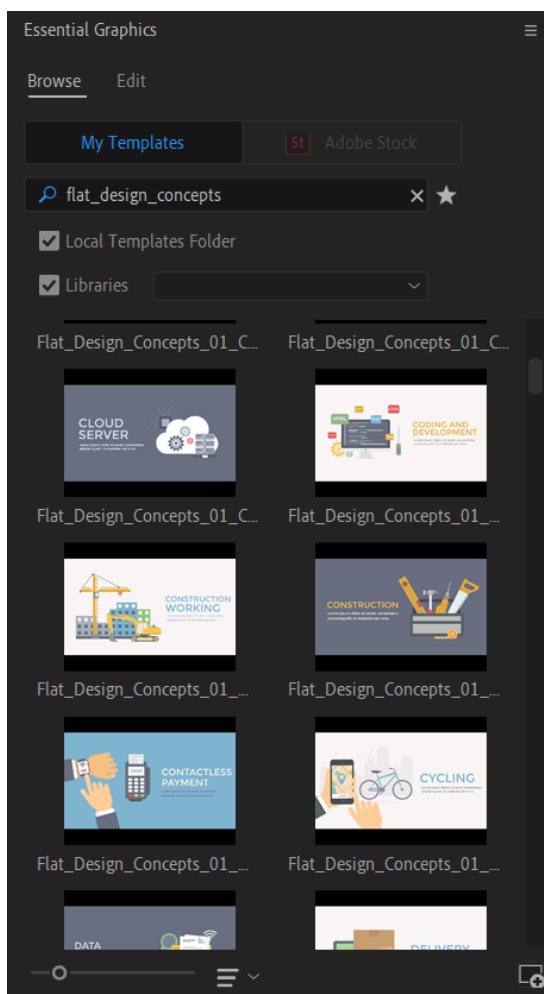 Essential Graphics
Browse Edit
My Templates
St Adobe Stock
flat_design_concepts
Local Templates Folder
Libraries
Flat_Design_Concepts_01_C... Flat_Design_Concepts_01_C...
CLOUD
SERVER
CODING AND
DEVELOPMENT
Flat_Design_Concepts_01_C... Flat_Design_Concepts_01_...
CONSTRUCTION
WORKING
CONSTRUCTION
Flat_Design_Concepts_01_... Flat_Design_Concepts_01_...
CONTACTLESS
PAYMENT
CYCLING
Flat_Design_Concepts_01_... Flat_Design_Concepts_01_...
DATA
DELIVERY